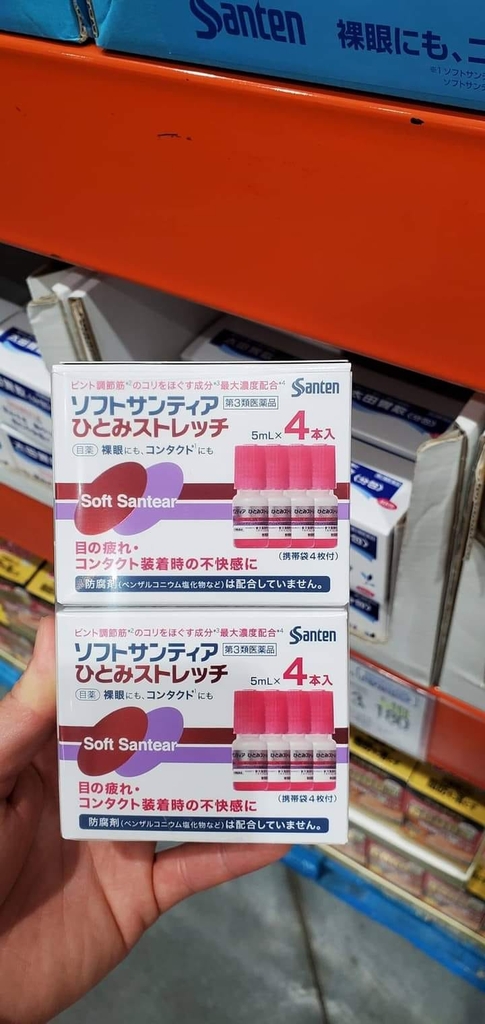 Santen
裸眼にも、コ
ピント調節筋*2のコリをほぐす成分*3最大濃度配合*4
Santen
ソフトサンティア
第3類医薬品
ひとみストレッチ
5mL×4本入
目薬 裸眼にも、コンタクト*1にも
Soft Santear
目の疲れ・
コンタクト装着時の不快感に
(携帯袋4枚付)
防腐剤(ベンザルコニウム塩化物など)は配合していません。
ピント調節筋*2のコリをほぐす成分*3最大濃度配合*4
Santen
ソフトサンティア
第3類医薬品
ひとみストレッチ
5mL×4本入
目薬 裸眼にも、コンタクト*1にも
Soft Santear
目の疲れ・
コンタクト装着時の不快感に
(携帯袋4枚付)
防腐剤(ベンザルコニウム塩化物など)は配合していません。